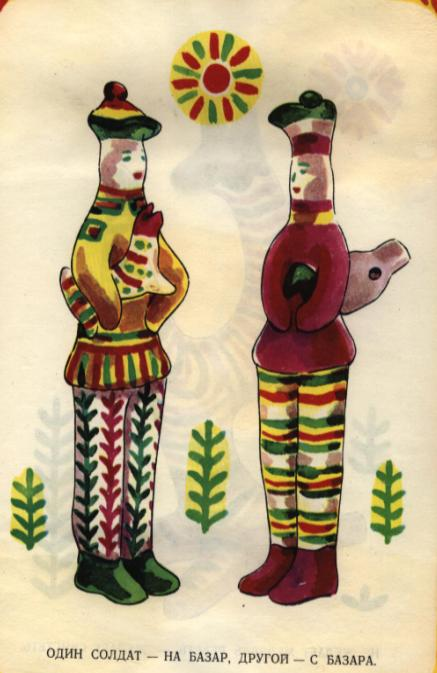 ОДИН СОЛДАТ — НА БАЗАР, ДРУГОЙ — С БАЗАРА.